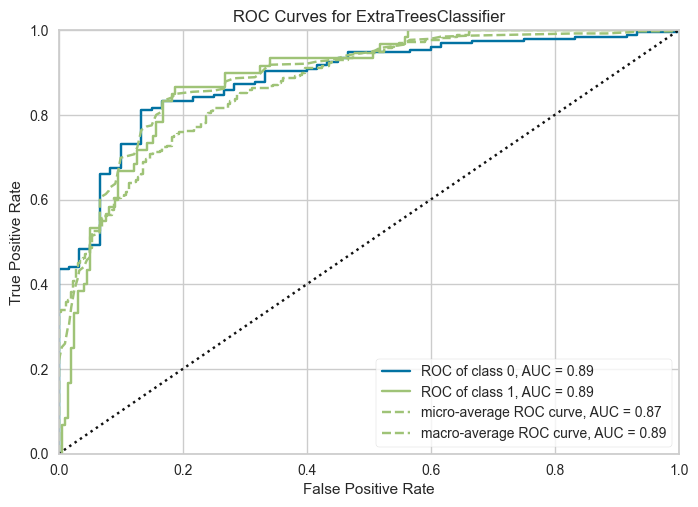 ROC Curves for ExtraTreesClassifier
True Positive Rate
1.0
0.8
0.6
0.4
0.2
0.0
ROC of class 0, AUC = 0.89
ROC of class 1, AUC = 0.89
micro-average ROC curve, AUC = 0.87
macro-average ROC curve, AUC = 0.89
0.0 0.2 0.4 0.6 0.8 1.0
False Positive Rate